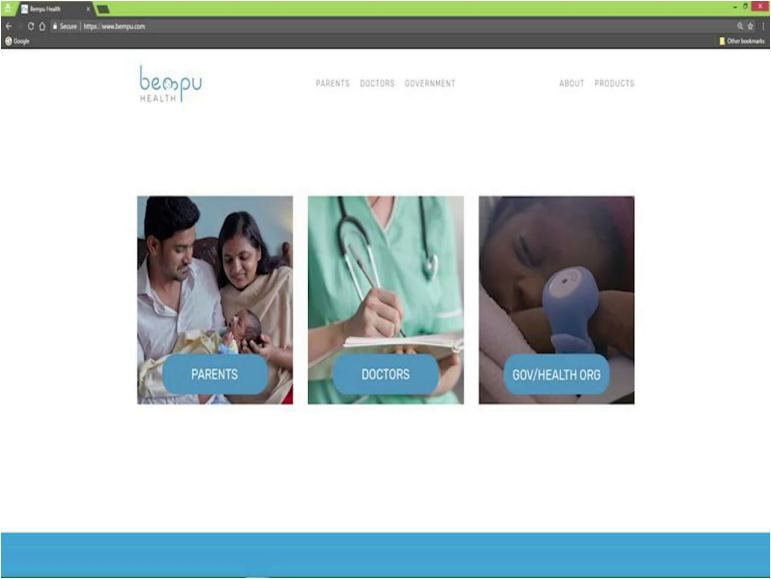 Bempu Health
Secure | https://www.bempu.com
Google
Other bookmarks
bempu
HEALTH
PARENTS DOCTORS GOVERNMENT
ABOUT PRODUCTS
PARENTS
DOCTORS
GOV/HEALTH ORG